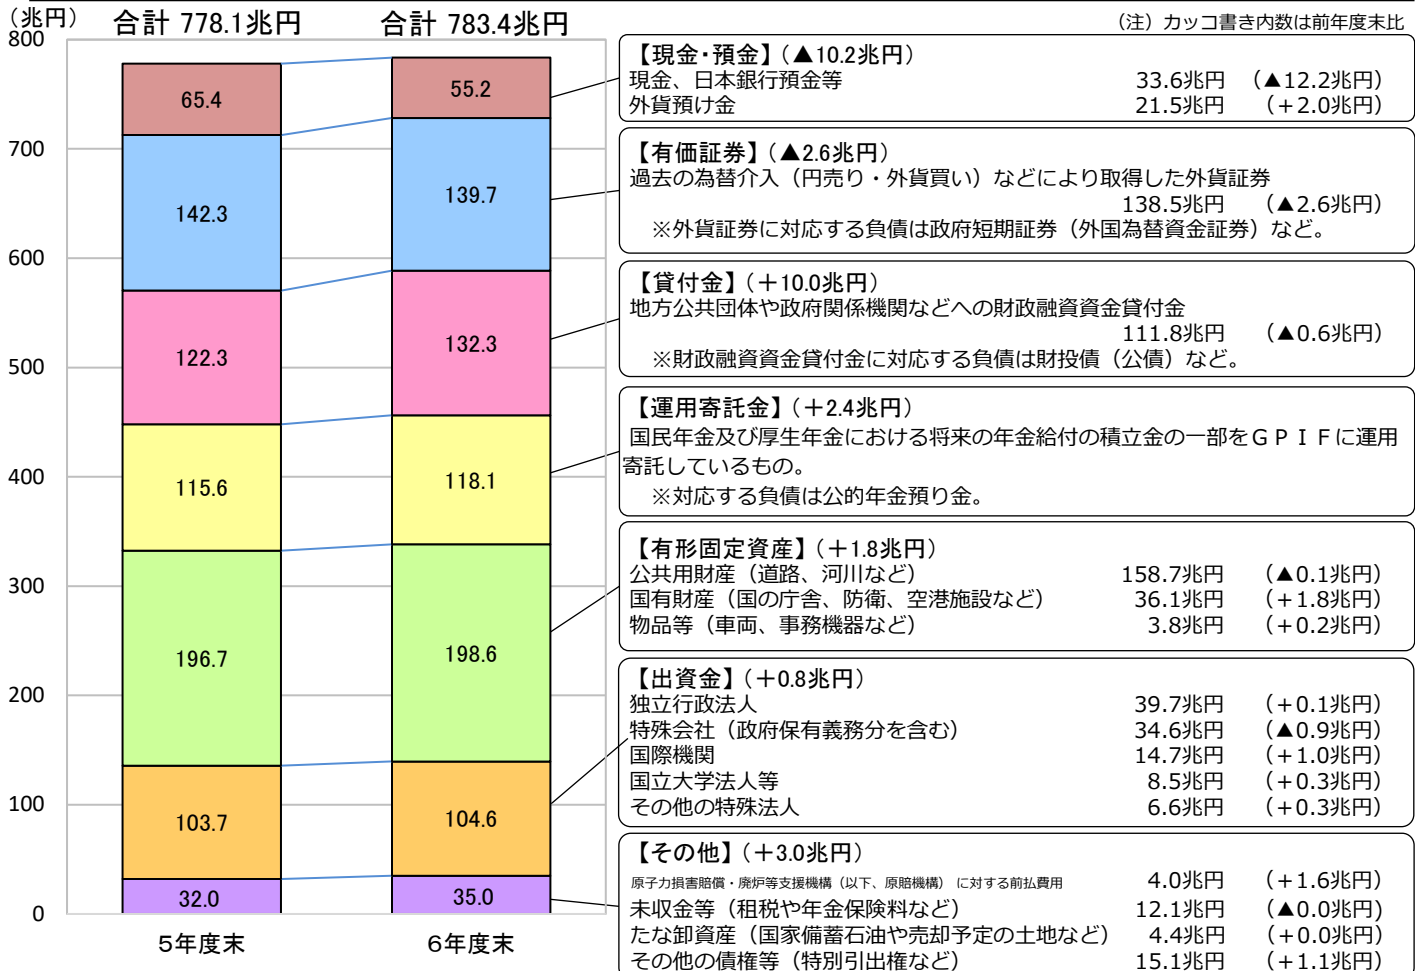 （兆円）
合計 778.1兆円
合計 783.4兆円
（注）カッコ書き内数は前年度末比
800
700
600
500
400
300
200
100
0
65.4
142.3
122.3
115.6
196.7
103.7
32.0
5年度末
55.2
139.7
132.3
118.1
198.6
104.6
35.0
6年度末
【現金・預金】（▲10.2兆円）
現金、日本銀行預金等 33.6兆円 （▲12.2兆円）
外貨預け金 21.5兆円 （+2.0兆円）
【有価証券】（▲2.6兆円）
過去の為替介入（円売り・外貨買い）などにより取得した外貨証券
138.5兆円 （▲2.6兆円）
※外貨証券に対応する負債は政府短期証券（外国為替資金証券）など。
【貸付金】（＋10.0兆円）
地方公共団体や政府関係機関などへの財政融資資金貸付金
111.8兆円 （▲0.6兆円）
※財政融資資金貸付金に対応する負債は財投債（公債）など。
【運用寄託金】（＋2.4兆円）
国民年金及び厚生年金における将来の年金給付の積立金の一部をＧＰＩＦに運用
寄託しているもの。
※対応する負債は公的年金預り金。
【有形固定資産】（＋1.8兆円）
公共用財産（道路、河川など） 158.7兆円 （▲0.1兆円）
国有財産（国の庁舎、防衛、空港施設など） 36.1兆円 （+1.8兆円）
物品等（車両、事務機器など） 3.8兆円 （+0.2兆円）
【出資金】（＋0.8兆円）
独立行政法人 39.7兆円 （+0.1兆円）
特殊会社（政府保有義務分を含む） 34.6兆円 （▲0.9兆円）
国際機関 14.7兆円 （+1.0兆円）
国立大学法人等 8.5兆円 （+0.3兆円）
その他の特殊法人 6.6兆円 （+0.3兆円）
【その他】（＋3.0兆円）
原子力損害賠償・廃炉等支援機構（以下、原賠機構）に対する前払費用 4.0兆円 （+1.6兆円）
未収金等（租税や年金保険料など） 12.1兆円 （▲0.0兆円）
たな卸資産（国家備蓄石油や売却予定の土地など） 4.4兆円 （+0.0兆円）
その他の債権等（特別引出権など） 15.1兆円 （+1.1兆円）